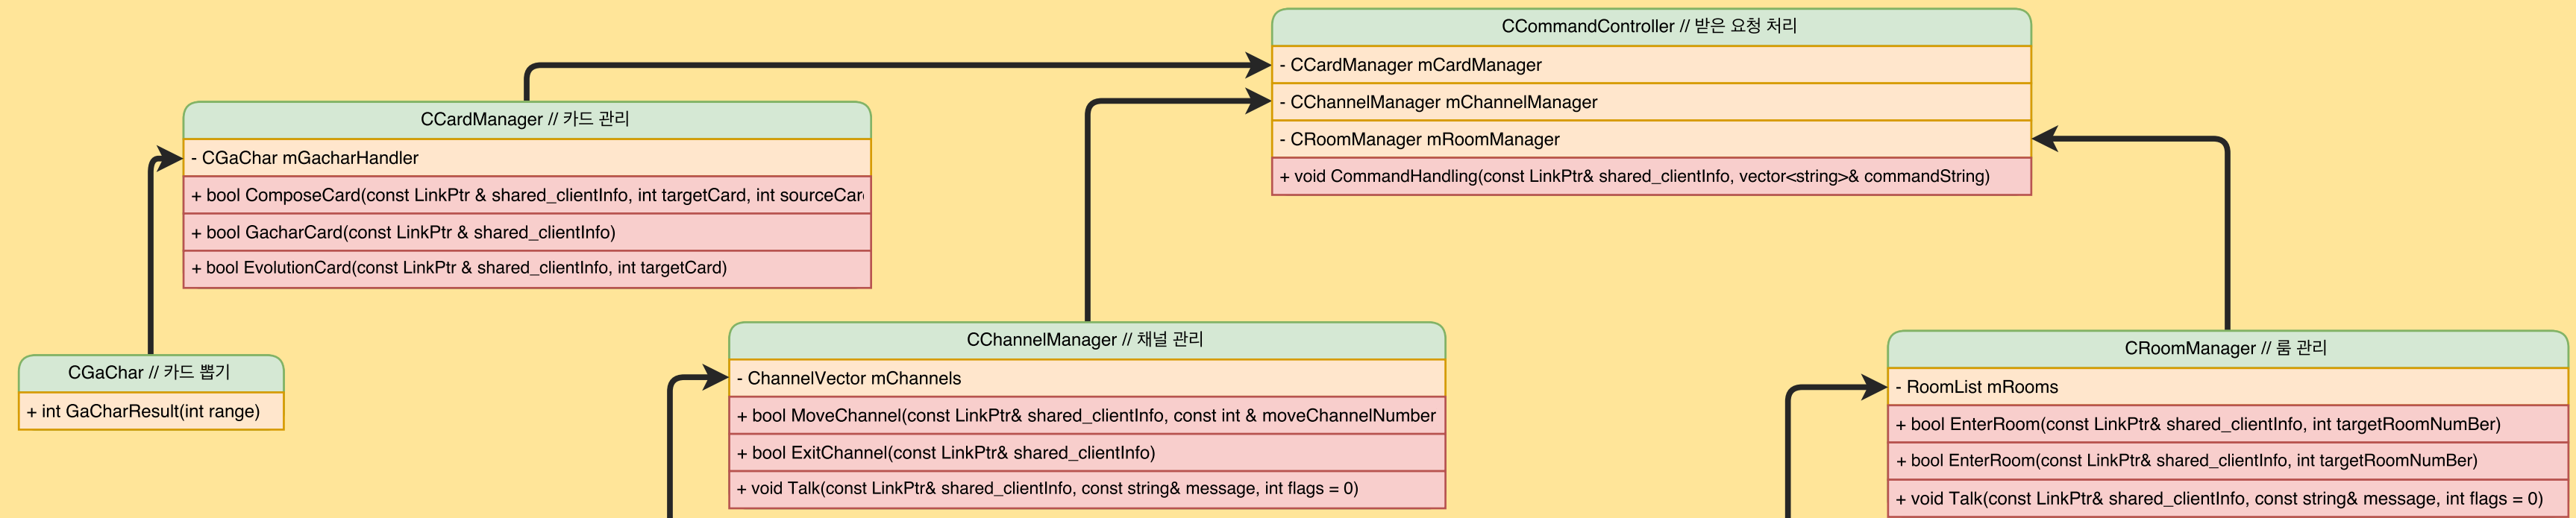 CCommandController // 받은 요청 처리
- CCardManager mCardManager
- CChannelManager mChannelManager
- CRoomManager mRoomManager
+ void CommandHandling(const LinkPtr& shared_clientInfo, vector<string>& commandString)
CCardManager // 카드 관리
- CGaChar mGacharHandler
+ bool ComposeCard(const LinkPtr & shared_clientInfo, int targetCard, int sourceCar
+ bool GacharCard(const LinkPtr & shared_clientInfo)
+ bool EvolutionCard(const LinkPtr & shared_clientInfo, int targetCard)
CGaChar // 카드 뽑기
+ int GaCharResult(int range)
CChannelManager // 채널 관리
- ChannelVector mChannels
+ bool MoveChannel(const LinkPtr& shared_clientInfo, const int & moveChannelNumber
+ bool ExitChannel(const LinkPtr& shared_clientInfo)
+ void Talk(const LinkPtr& shared_clientInfo, const string& message, int flags = 0)
CRoomManager // 룸 관리
- RoomList mRooms
+ bool EnterRoom(const LinkPtr& shared_clientInfo, int targetRoomNumBer)
+ bool EnterRoom(const LinkPtr& shared_clientInfo, int targetRoomNumBer)
+ void Talk(const LinkPtr& shared_clientInfo, const string& message, int flags = 0)